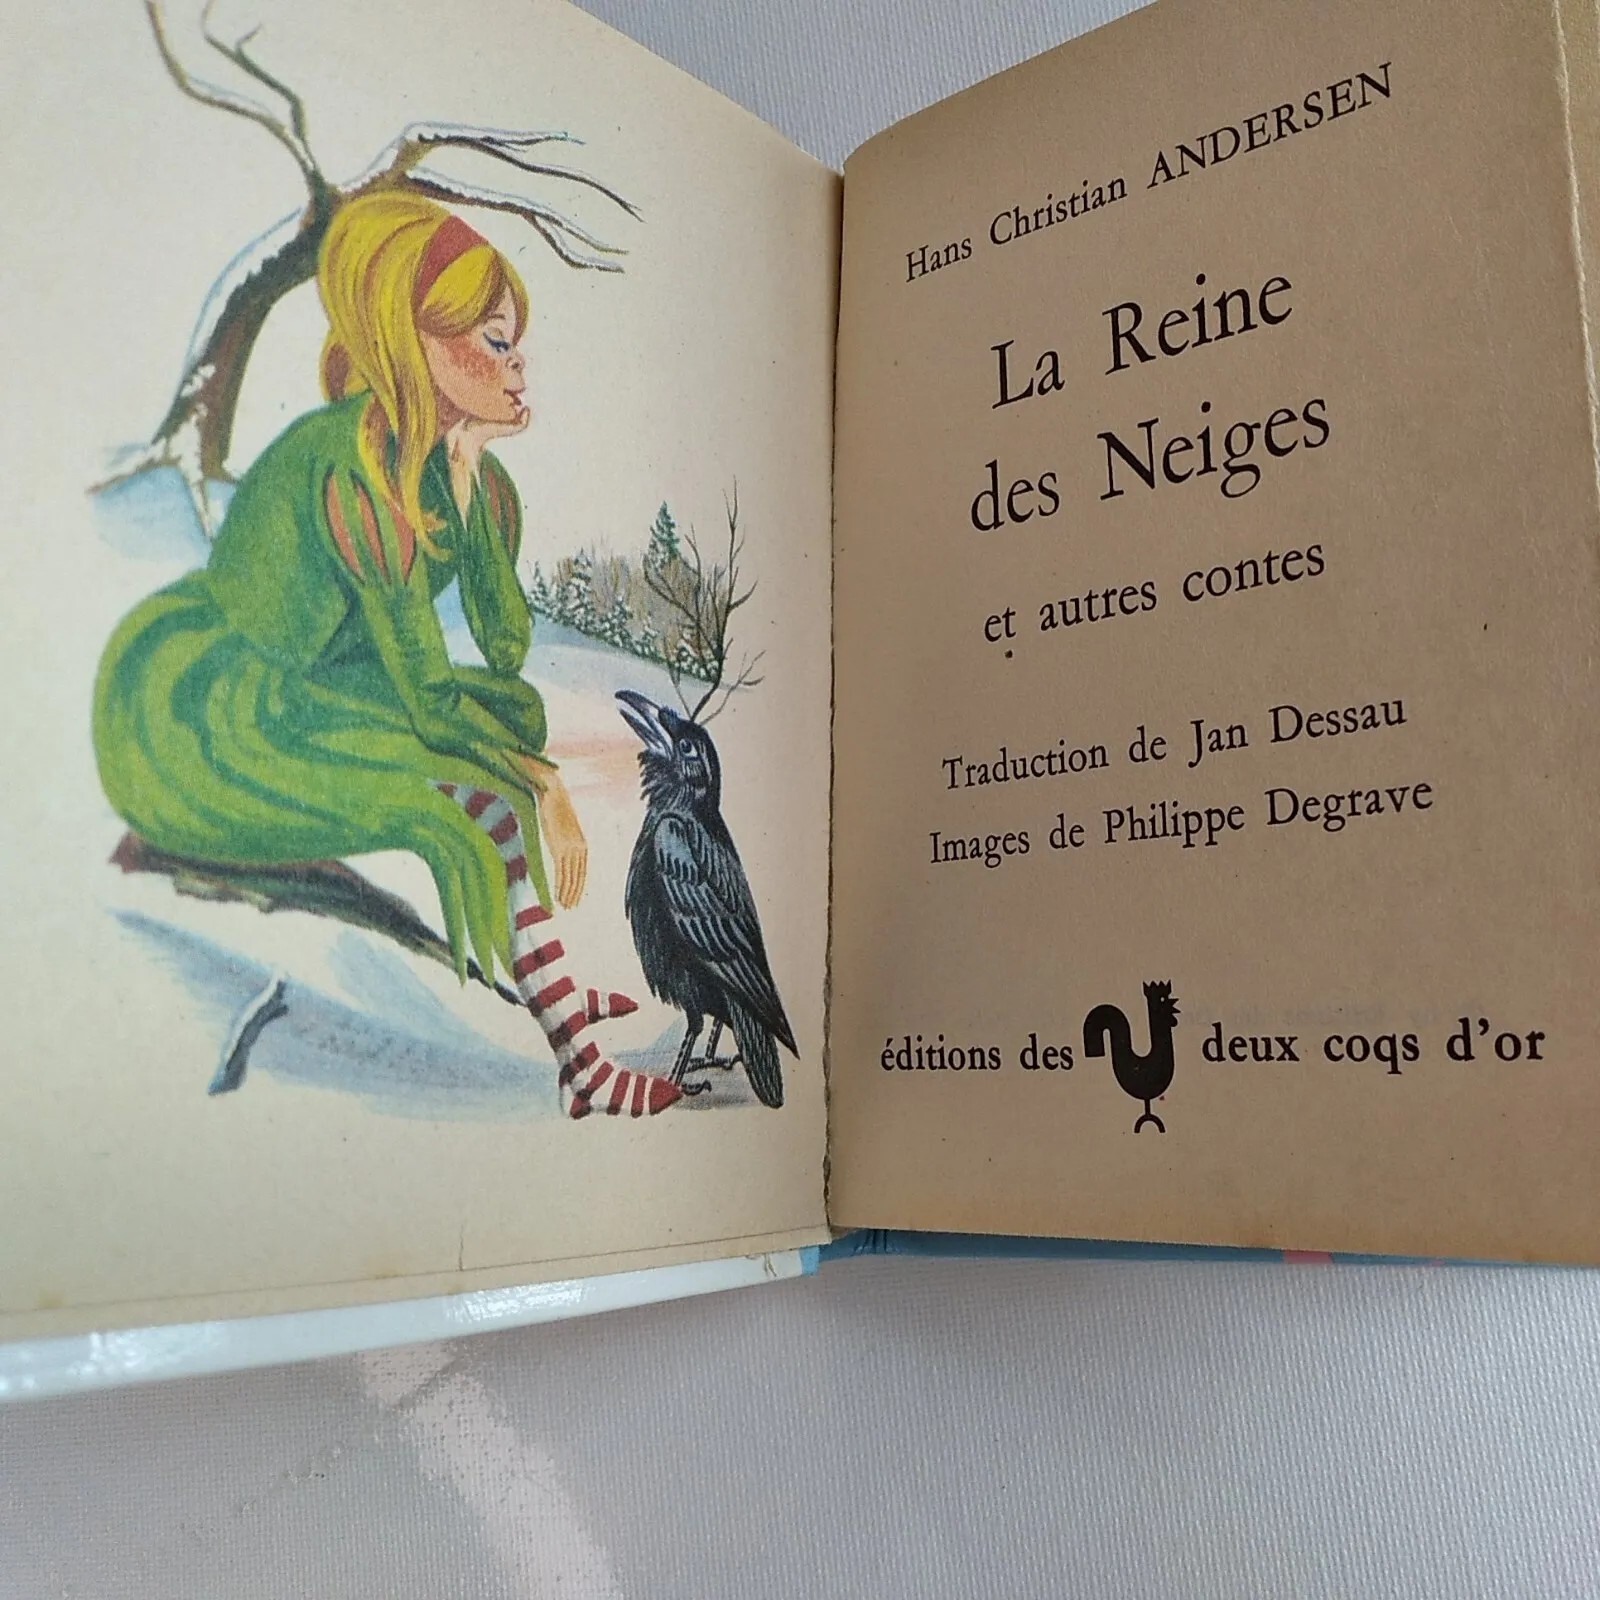 Hans Christian ANDERSEN
La Reine
des Neiges
et autres contes
Traduction de Jan Dessau
Images de Philippe Degrave
éditions des deux coqs d'or